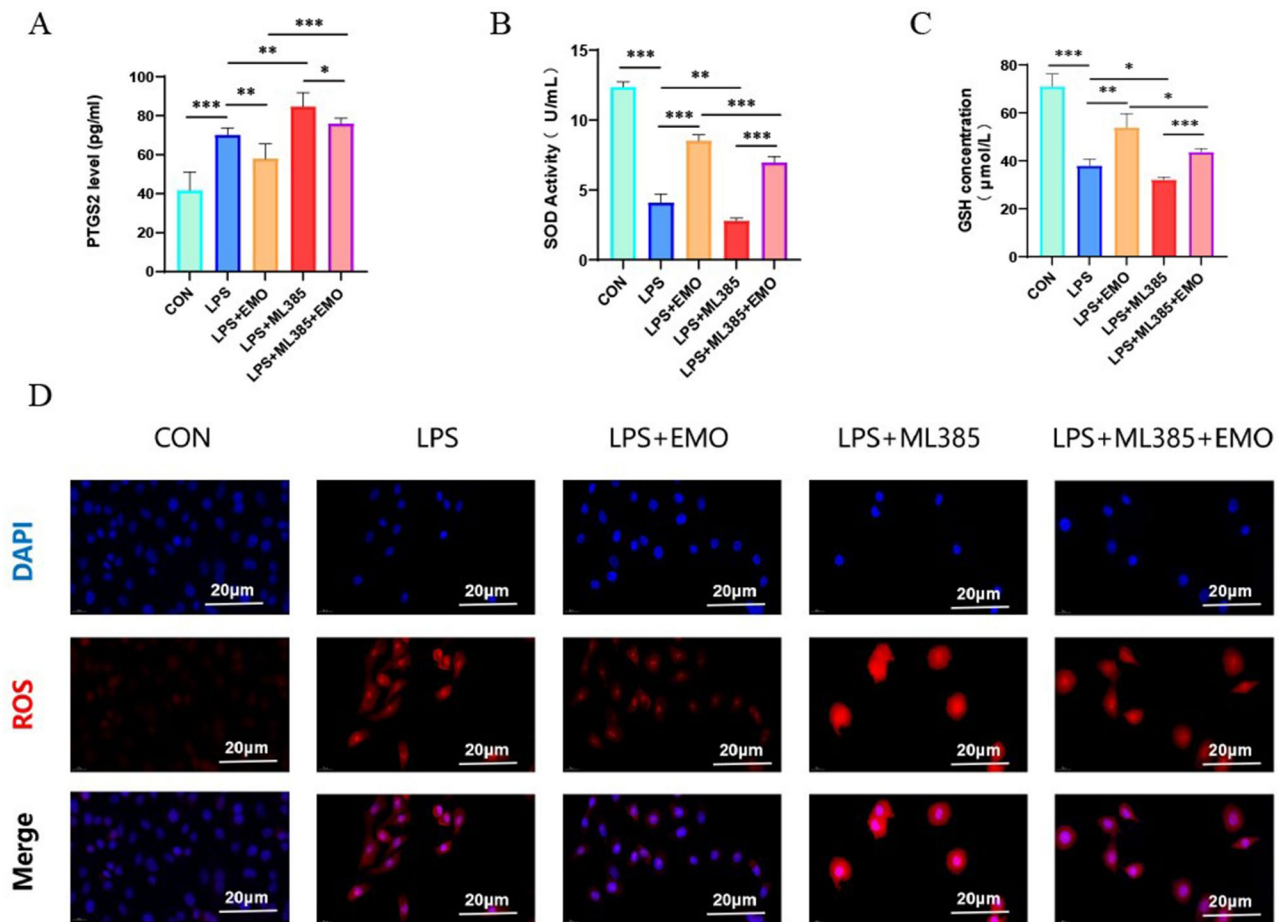 A
B
C
***
**
*
***
**
PTGS2 level (pg/ml)
100
80
60
40
20
0
CON
LPS
LPS+EMO
LPS+ML385
LPS+ML385+EMO
***
**
***
***
***
SOD Activity ( U/mL )
15
10
5
0
CON
LPS
LPS+EMO
LPS+ML385
LPS+ML385+EMO
***
*
**
*
***
GSH concentration
( μmol/L )
80
60
40
20
0
CON
LPS
LPS+EMO
LPS+ML385
LPS+ML385+EMO
D
CON LPS LPS+EMO LPS+ML385 LPS+ML385+EMO
DAPI
20μm 20μm 20μm 20μm 20μm
ROS
20μm 20μm 20μm 20μm 20μm
Merge
20μm 20μm 20μm 20μm 20μm